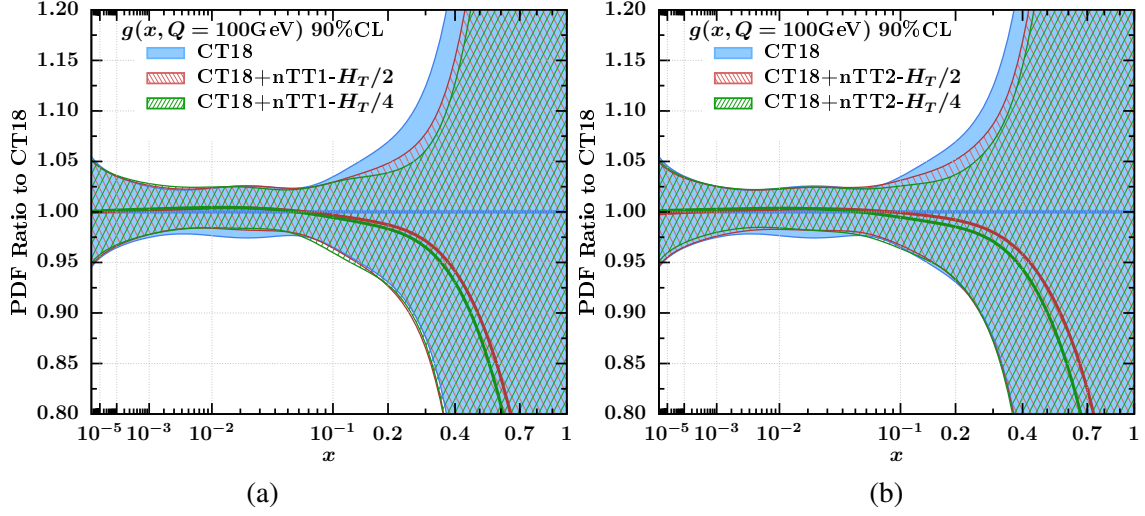 g(x, Q = 100GeV) 90%CL
CT18
CT18+nTT1-H_T/2
CT18+nTT1-H_T/4
PDF Ratio to CT18
1.20
1.15
1.10
1.05
1.00
0.95
0.90
0.85
0.80
10^-5 10^-3 10^-2 10^-1 0.2 0.4 0.7 1
x
(a)
g(x, Q = 100GeV) 90%CL
CT18
CT18+nTT2-H_T/2
CT18+nTT2-H_T/4
PDF Ratio to CT18
1.20
1.15
1.10
1.05
1.00
0.95
0.90
0.85
0.80
10^-5 10^-3 10^-2 10^-1 0.2 0.4 0.7 1
x
(b)